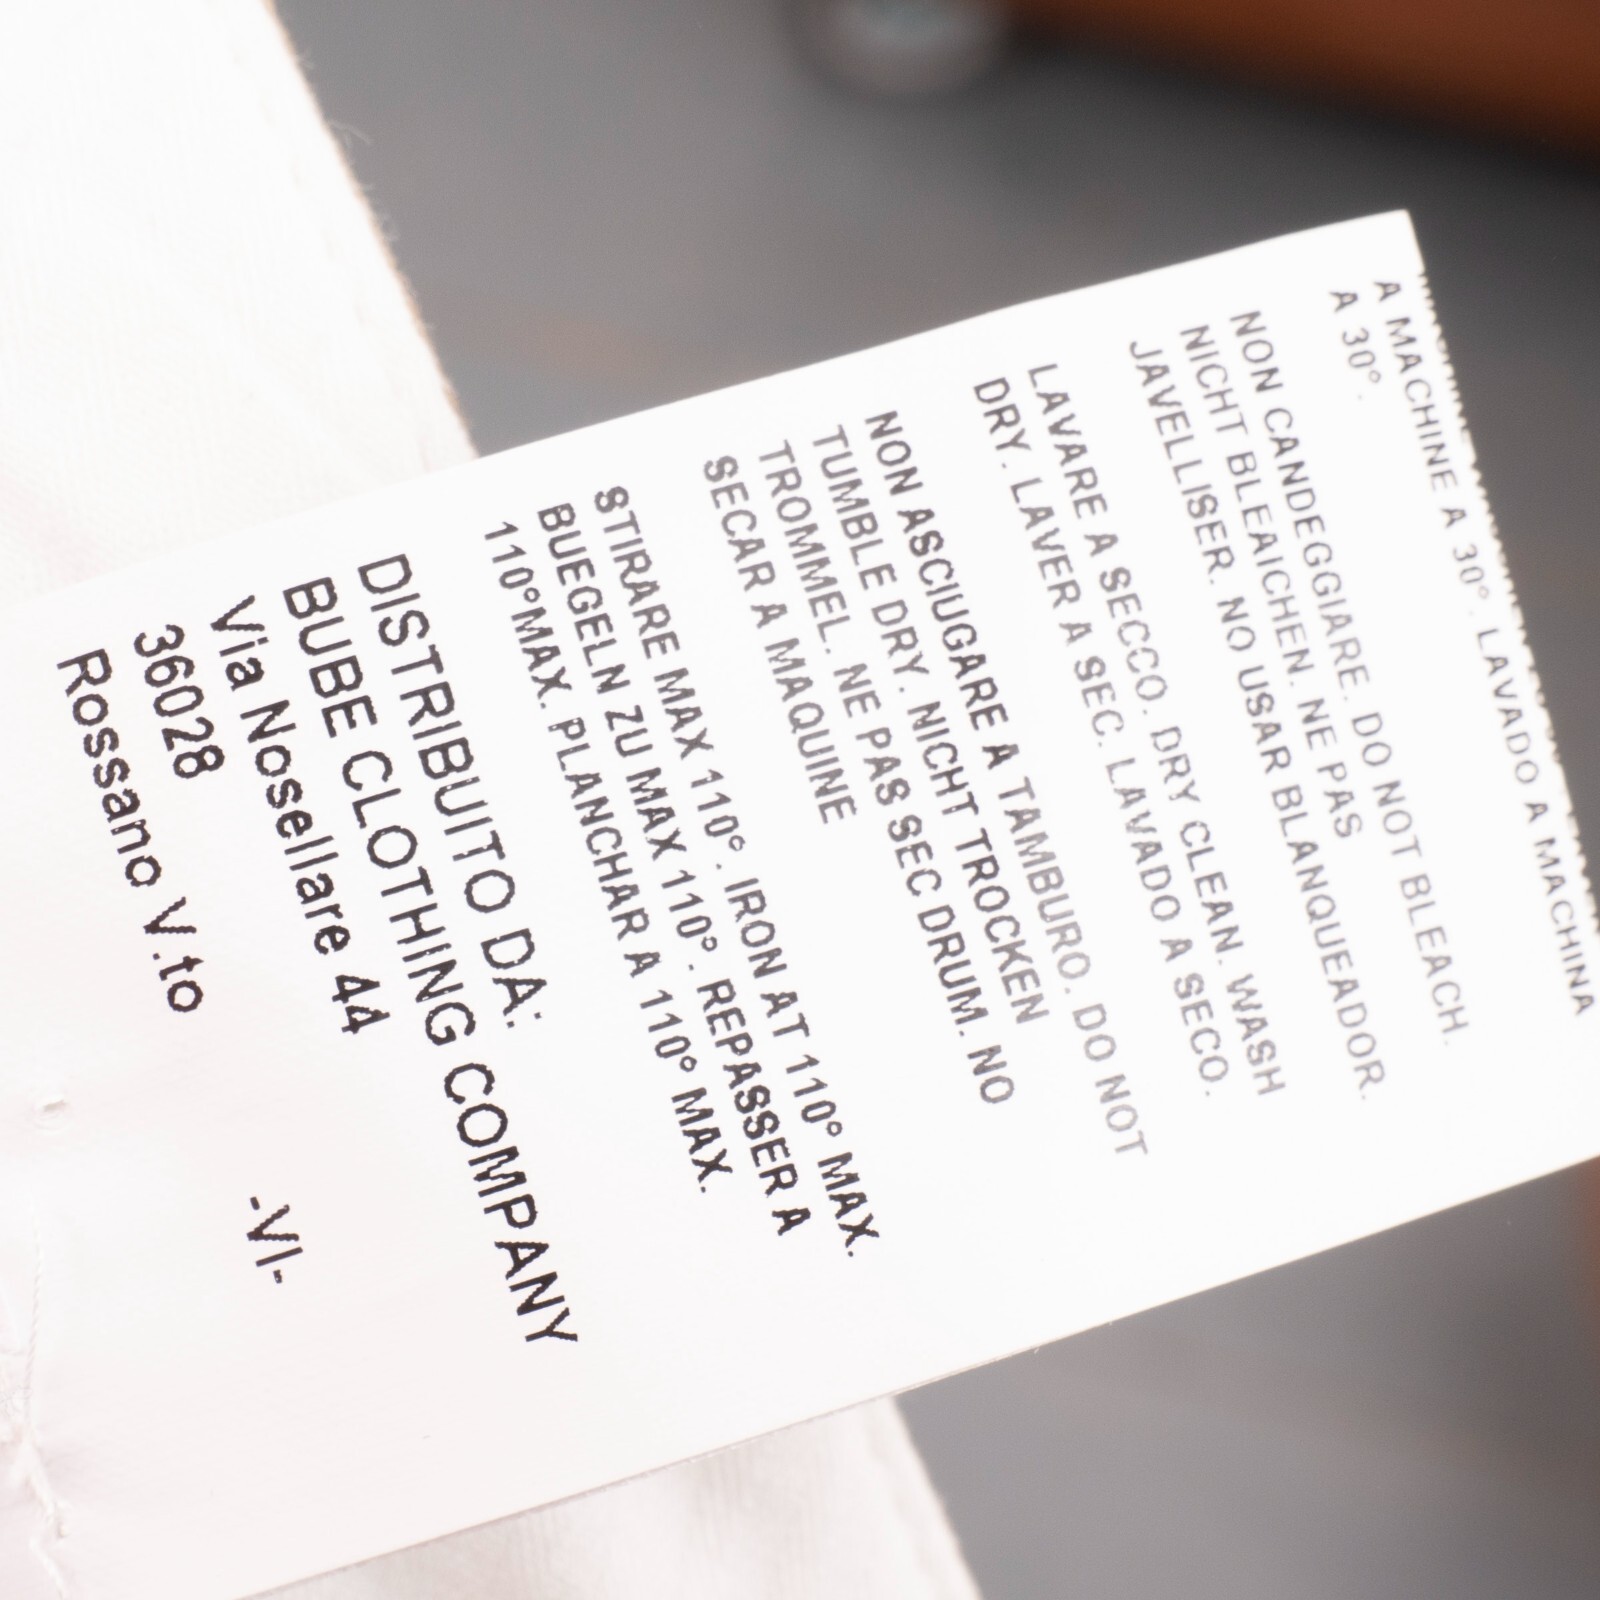 A MACHINE A 30°. LAVADO A MACHINA
A 30°.
NON CANDEGGIARE. DO NOT BLEACH.
NICHT BLEAICHEN. NE PAS
JAVELLISER. NO USAR BLANQUEADOR.
LAVARE A SECCO. DRY CLEAN. WASH
DRY. LAVER A SEC. LAVADO A SECO.
NON ASCIUGARE A TAMBURO. DO NOT
TUMBLE DRY. NICHT TROCKEN
TROMMEL. NE PAS SEC DRUM. NO
SECAR A MAQUINE
STIRARE MAX 110°. IRON AT 110° MAX.
BUEGELN ZU MAX 110°. REPASSER A
110°MAX. PLANCHAR A 110° MAX.
DISTRIBUITO DA:
BUBE CLOTHING COMPANY
Via Nosellare 44
36028 -VI-
Rossano V.to